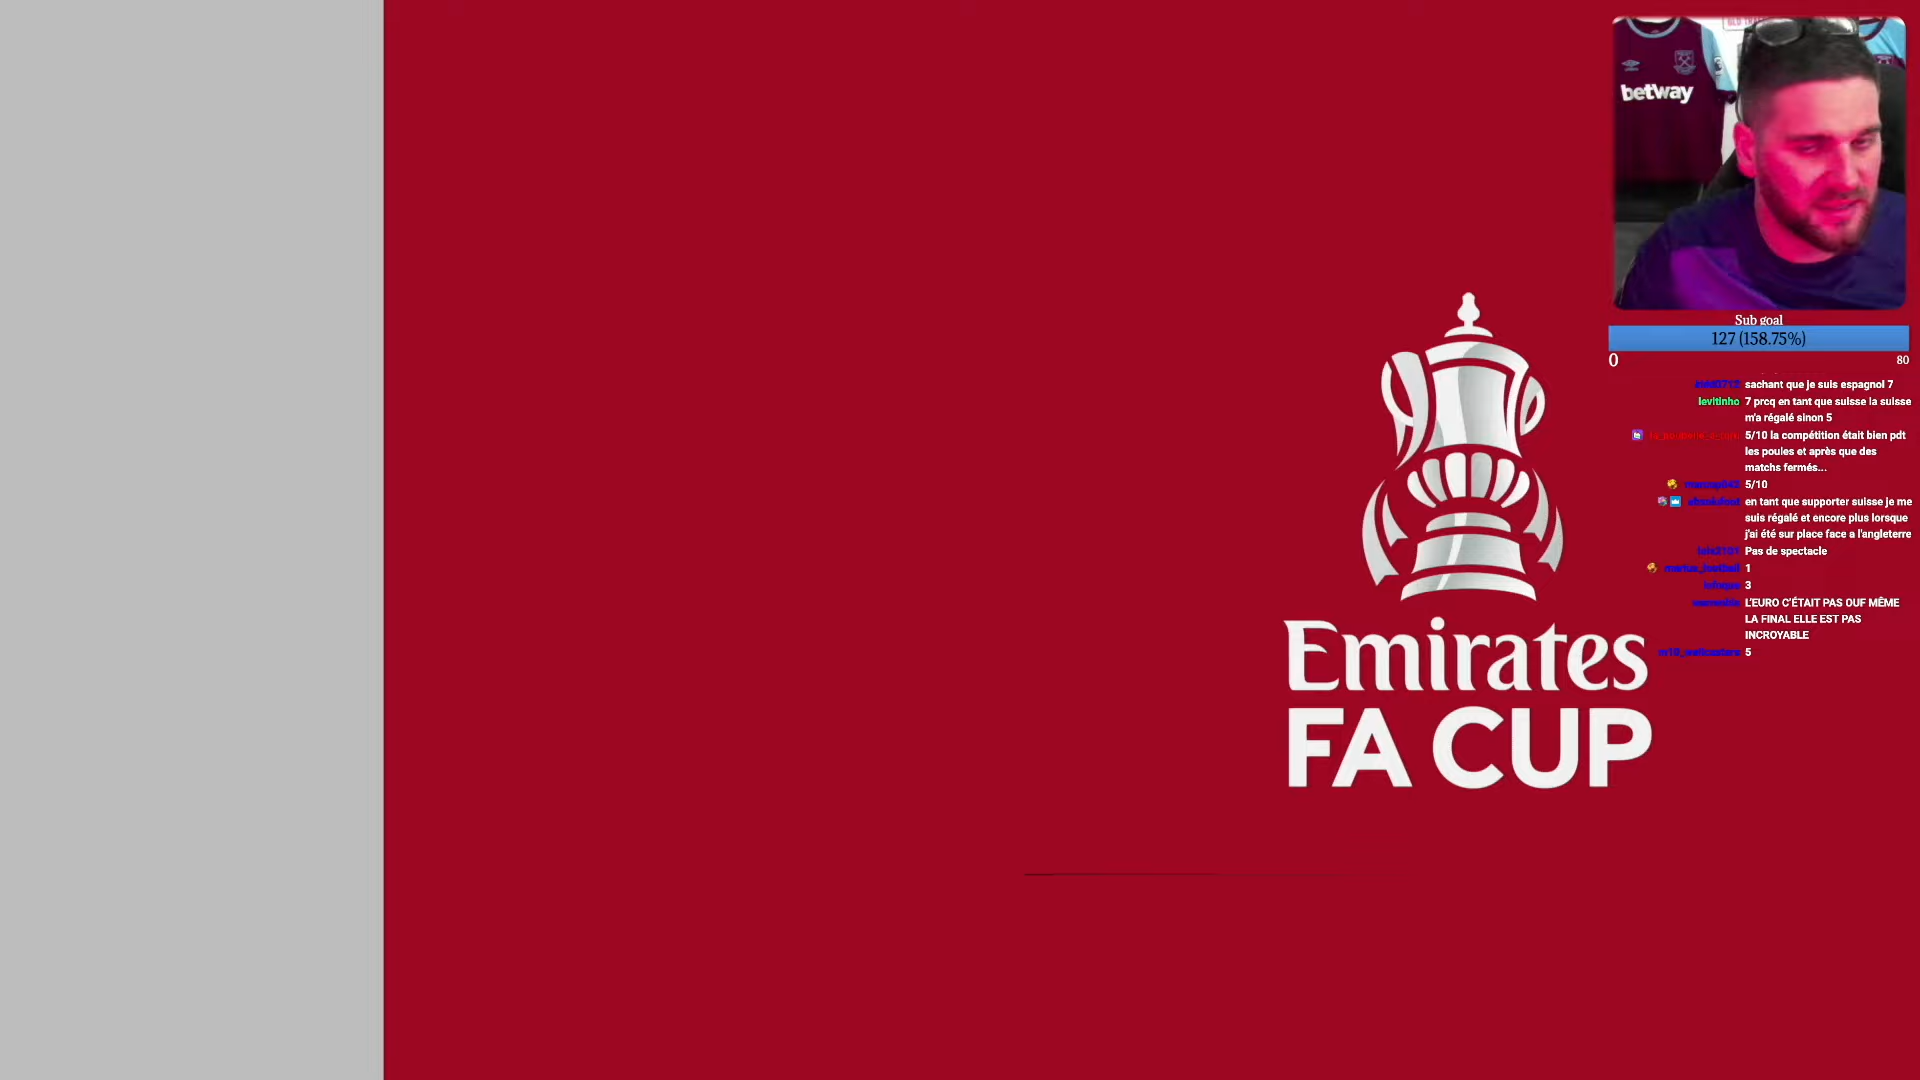 betway
Sub goal
127 (158.75%)
0
80
sachant que je suis espagnol 7
levitinho 7 prcq en tant que suisse la suisse
m'a régalé sinon 5
5/10 la compétition était bien pdt
les poules et après que des
matchs fermés...
5/10
en tant que supporter suisse je me
suis régalé et encore plus lorsque
j'ai été sur place face a l'angleterre
Pas de spectacle
1
3
L'EURO C'ÉTAIT PAS OUF MÊME
LA FINAL ELLE EST PAS
INCROYABLE
5
Emirates
FA CUP